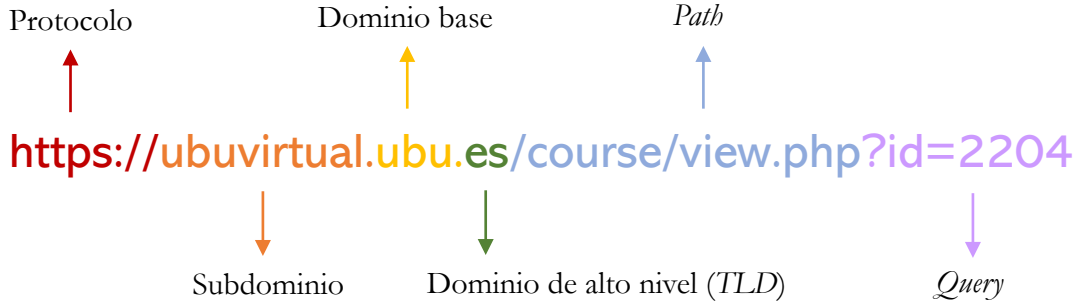 Protocolo Dominio base Path
https://ubuvirtual.ubu.es/course/view.php?id=2204
Subdominio Dominio de alto nivel (TLD) Query